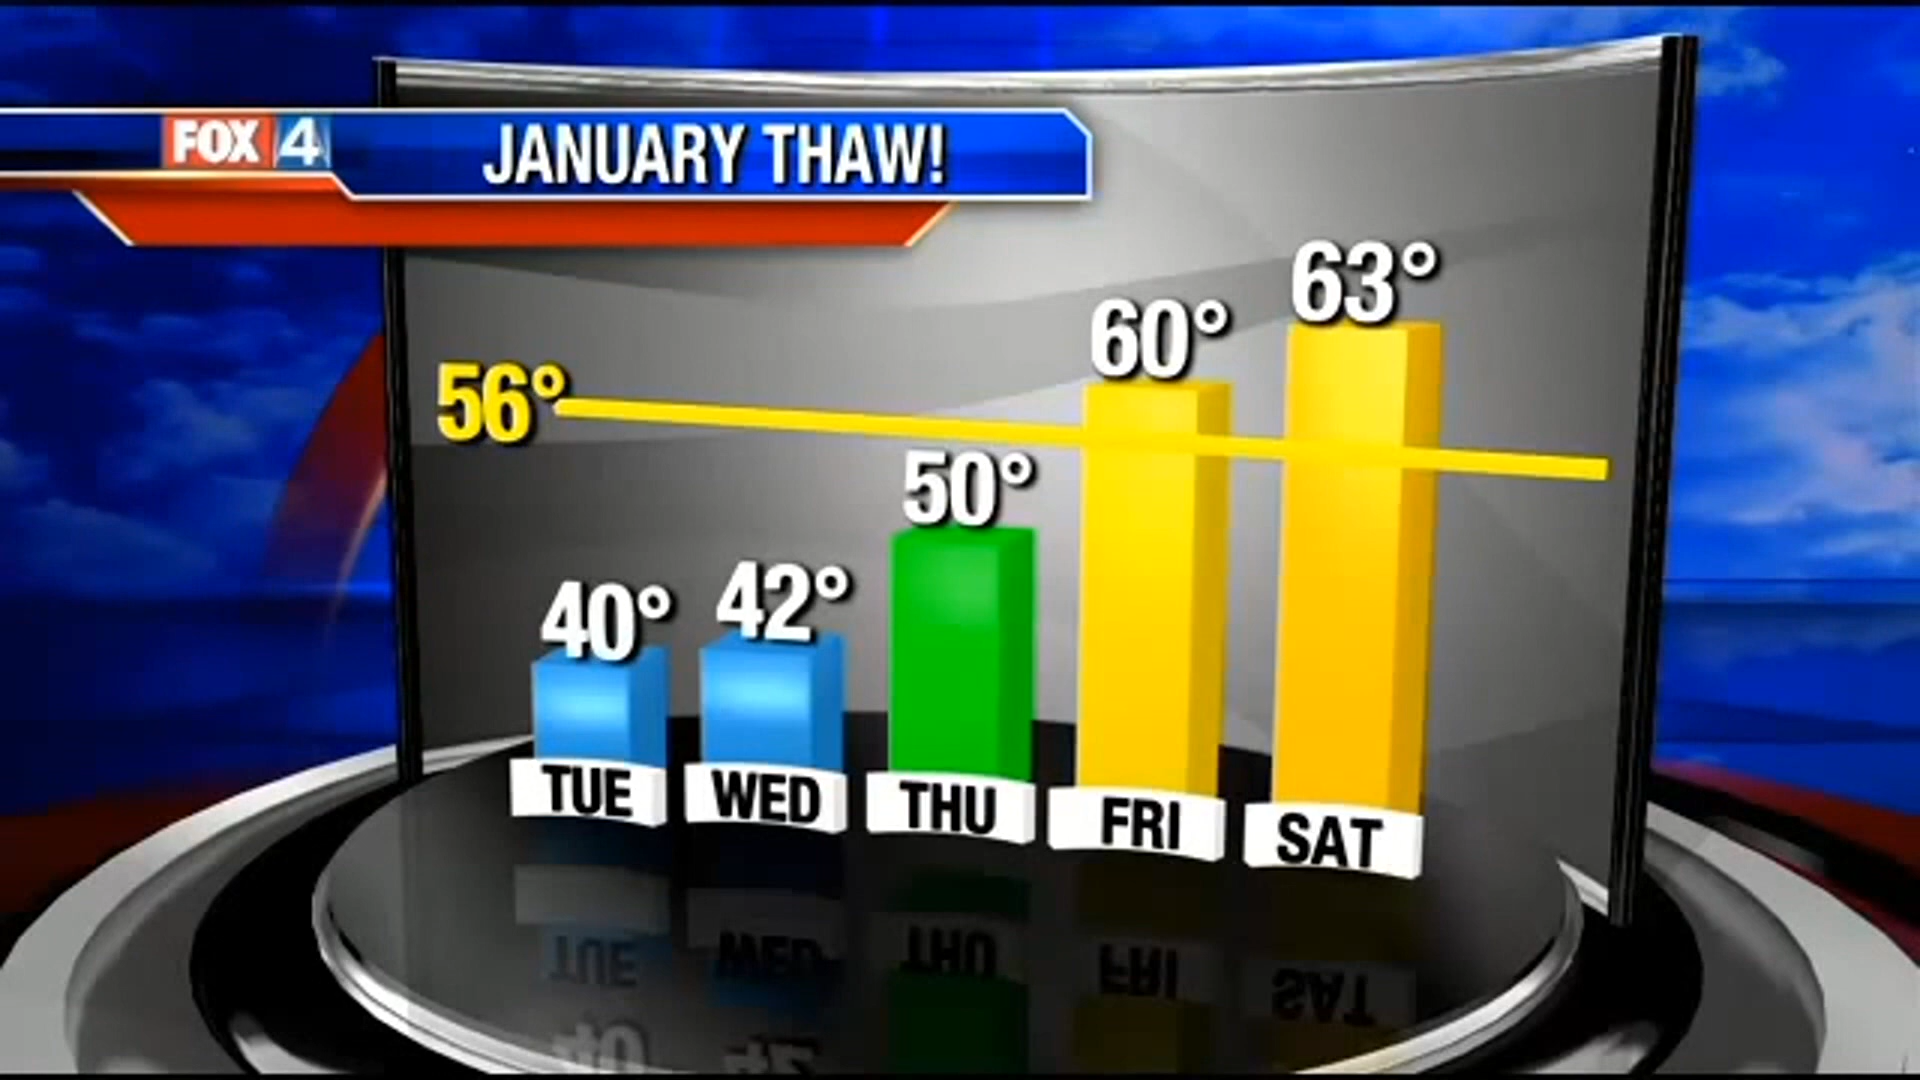 FOX 4
JANUARY THAW!
56°
40°
42°
50°
60°
63°
TUE
WED
THU
FRI
SAT